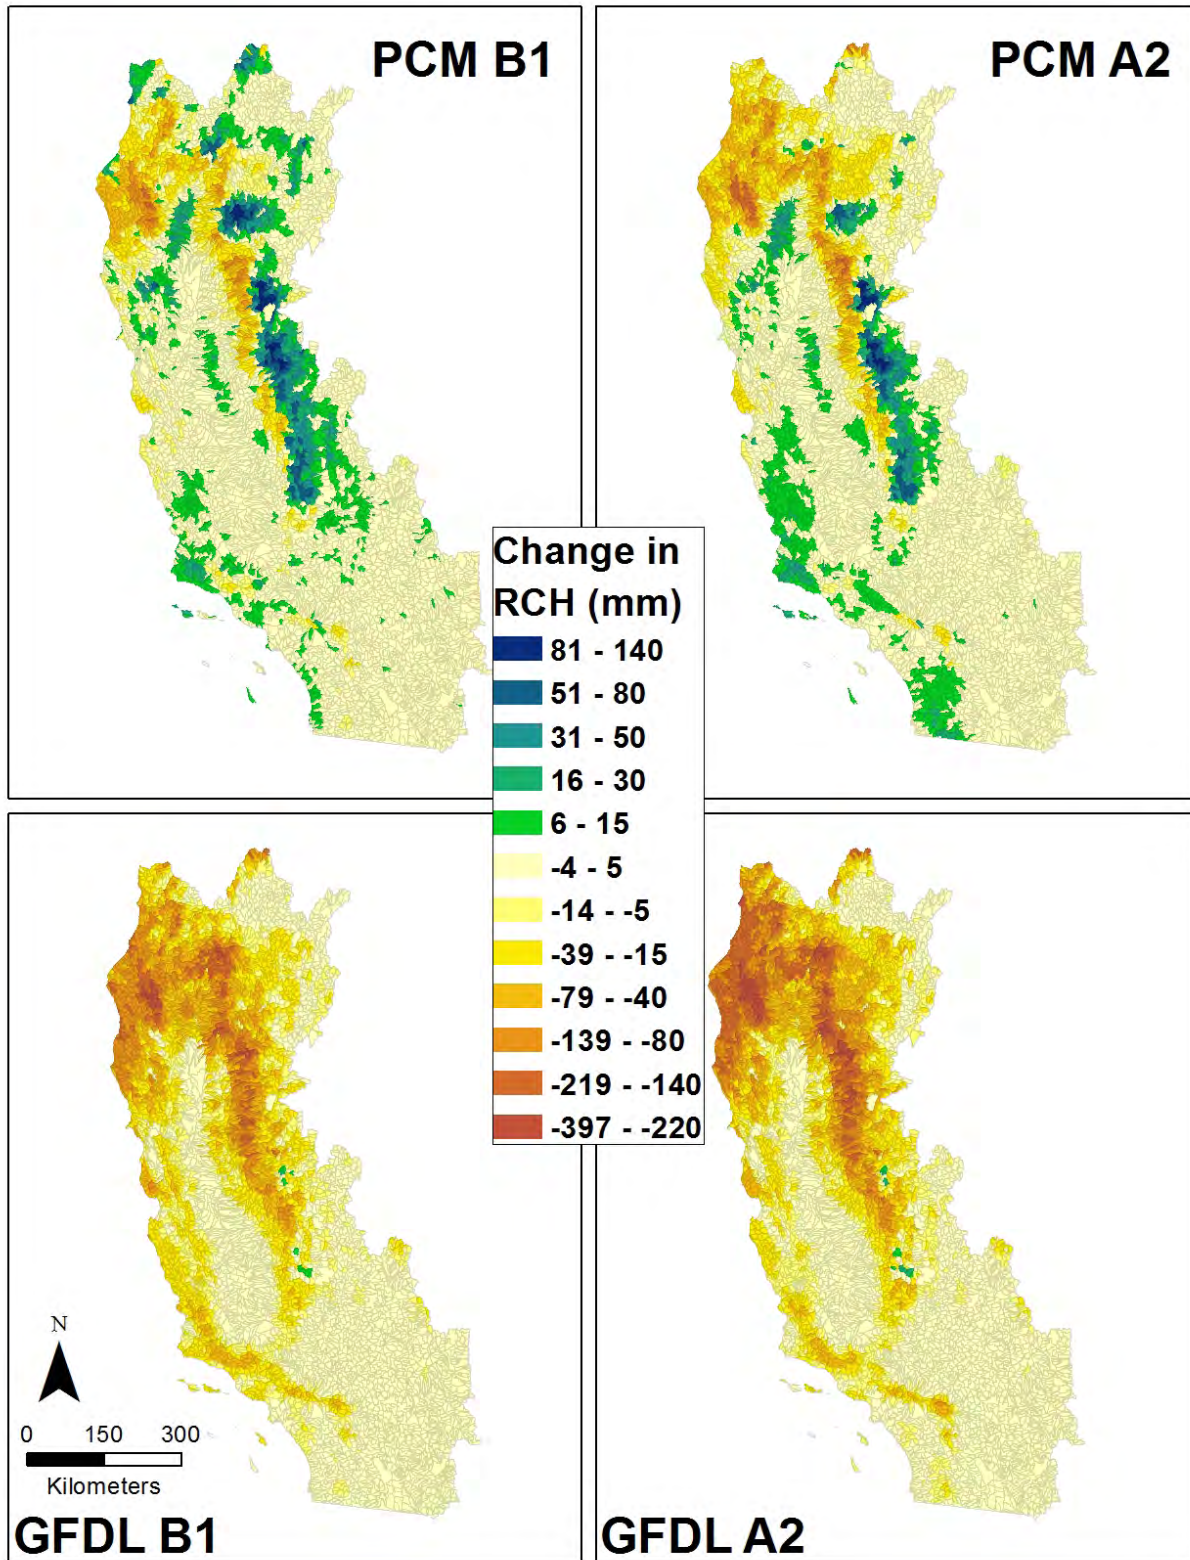 PCM B1
PCM A2
Change in
RCH (mm)
81 - 140
51 - 80
31 - 50
16 - 30
6 - 15
-4 - 5
-14 - -5
-39 - -15
-79 - -40
-139 - -80
-219 - -140
-397 - -220
N
0 150 300
Kilometers
GFDL B1
GFDL A2